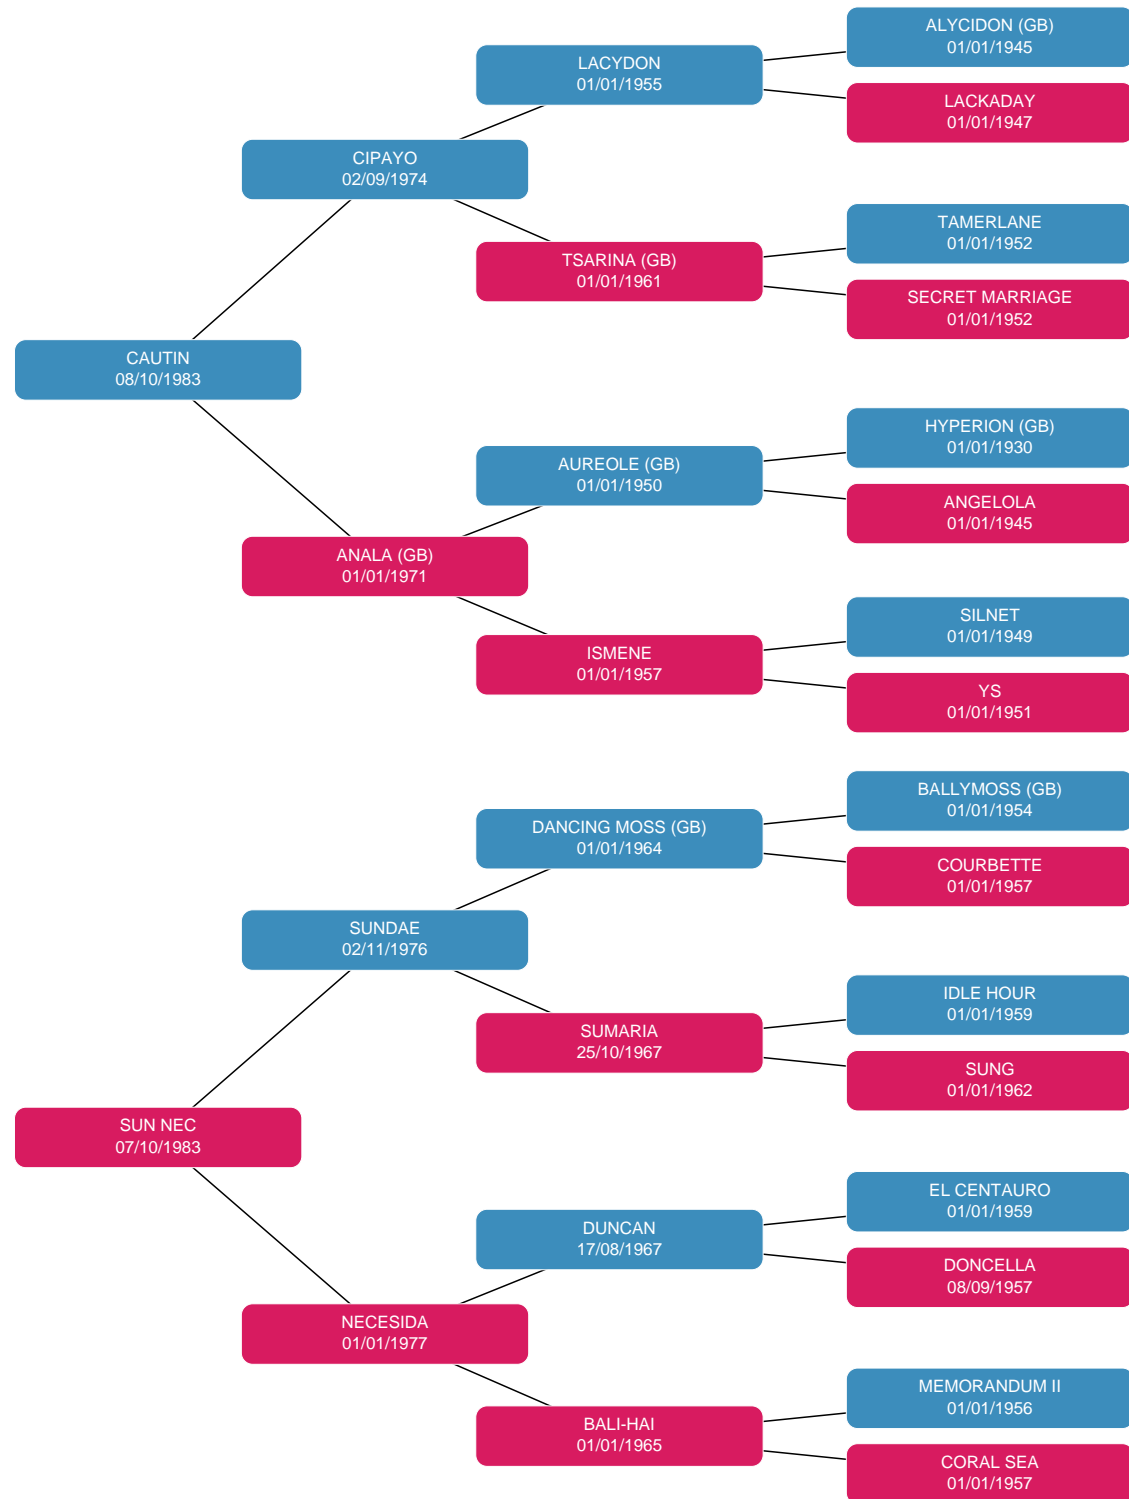 ALYCIDON (GB)
01/01/1945
LACYDON
01/01/1955
LACKADAY
01/01/1947
CIPAYO
02/09/1974
TAMERLANE
01/01/1952
TSARINA (GB)
01/01/1961
SECRET MARRIAGE
01/01/1952
CAUTIN
08/10/1983
HYPERION (GB)
01/01/1930
AUREOLE (GB)
01/01/1950
ANGELOLA
01/01/1945
ANALA (GB)
01/01/1971
SILNET
01/01/1949
ISMENE
01/01/1957
YS
01/01/1951
BALLYMOSS (GB)
01/01/1954
DANCING MOSS (GB)
01/01/1964
COURBETTE
01/01/1957
SUNDAE
02/11/1976
IDLE HOUR
01/01/1959
SUMARIA
25/10/1967
SUNG
01/01/1962
SUN NEC
07/10/1983
EL CENTAURO
01/01/1959
DUNCAN
17/08/1967
DONCELLA
08/09/1957
NECESIDA
01/01/1977
MEMORANDUM II
01/01/1956
BALI-HAI
01/01/1965
CORAL SEA
01/01/1957